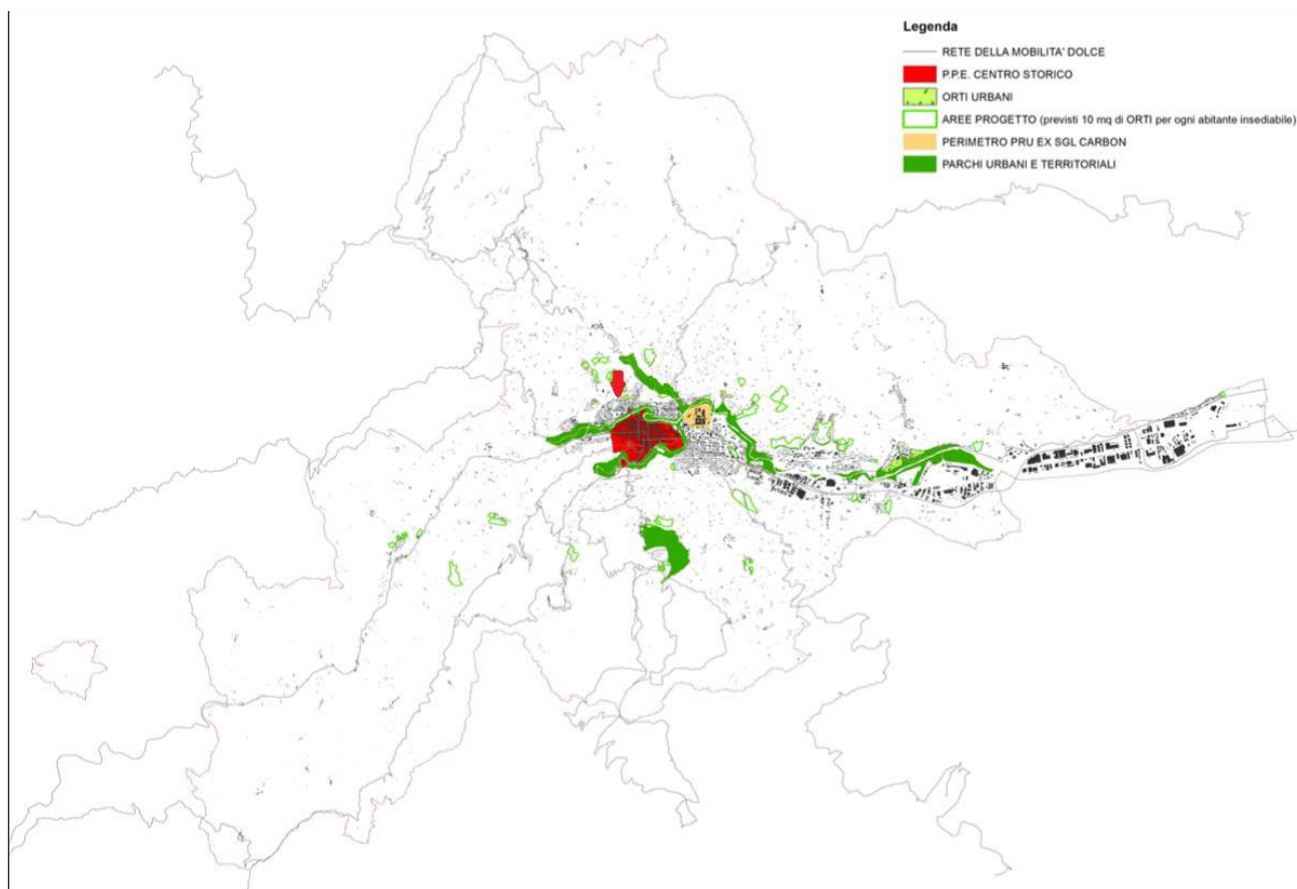 Legenda
RETE DELLA MOBILITA' DOLCE
P.P.E. CENTRO STORICO
ORTI URBANI
AREE PROGETTO (previsti 10 mq di ORTI per ogni abitante insediabile)
PERIMETRO PRU EX SGL CARBON
PARCHI URBANI E TERRITORIALI